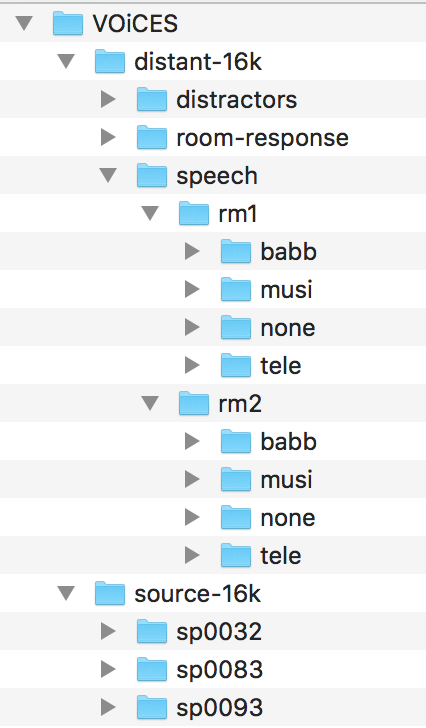 VOiCES
distant-16k
distractors
room-response
speech
rm1
babb
musi
none
tele
rm2
babb
musi
none
tele
source-16k
sp0032
sp0083
sp0093